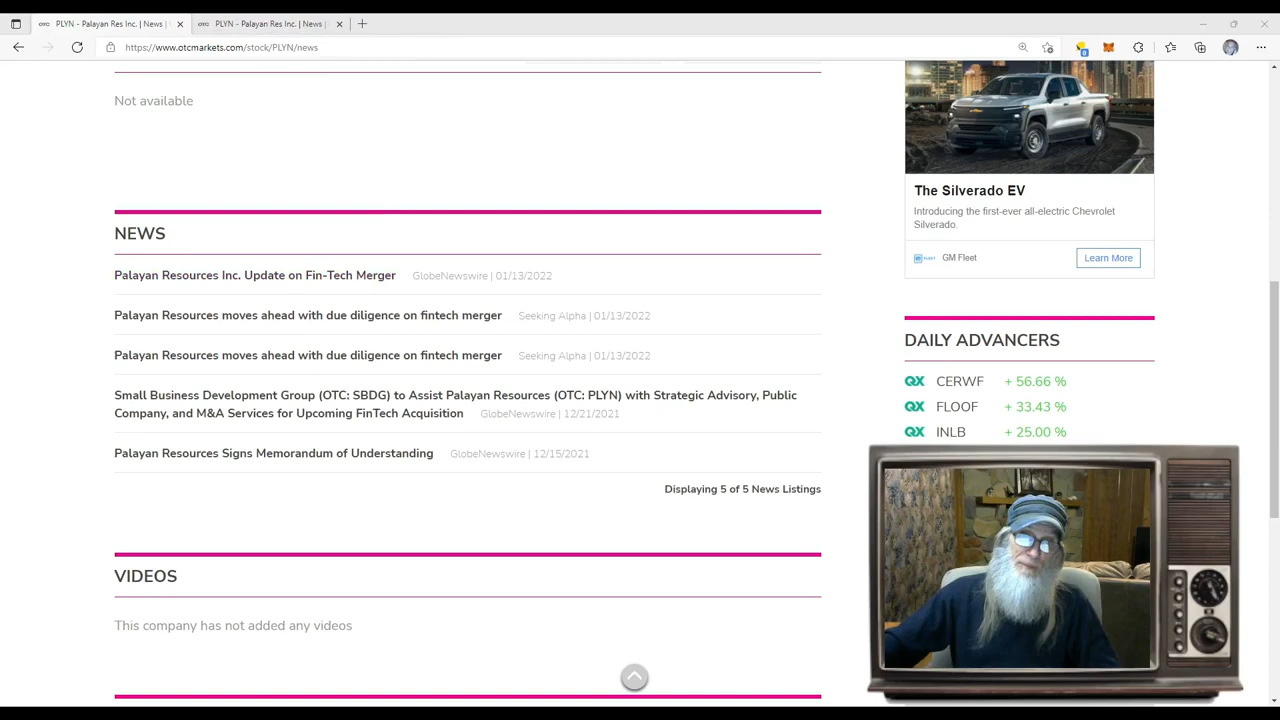 PLYN - Palayan Res Inc. | News |
PLYN - Palayan Res Inc. | News |
https://www.otcmarkets.com/stock/PLYN/news
Not available
NEWS
Palayan Resources Inc. Update on Fin-Tech Merger GlobeNewswire | 01/13/2022
Palayan Resources moves ahead with due diligence on fintech merger Seeking Alpha | 01/13/2022
Palayan Resources moves ahead with due diligence on fintech merger Seeking Alpha | 01/13/2022
Small Business Development Group (OTC: SBDG) to Assist Palayan Resources (OTC: PLYN) with Strategic Advisory, Public
Company, and M&A Services for Upcoming FinTech Acquisition GlobeNewswire | 12/21/2021
Palayan Resources Signs Memorandum of Understanding GlobeNewswire | 12/15/2021
Displaying 5 of 5 News Listings
VIDEOS
This company has not added any videos
The Silverado EV
Introducing the first-ever all-electric Chevrolet
Silverado.
GM Fleet
Learn More
DAILY ADVANCERS
QX CERWF + 56.66 %
QX FLOOF + 33.43 %
QX INLB + 25.00 %